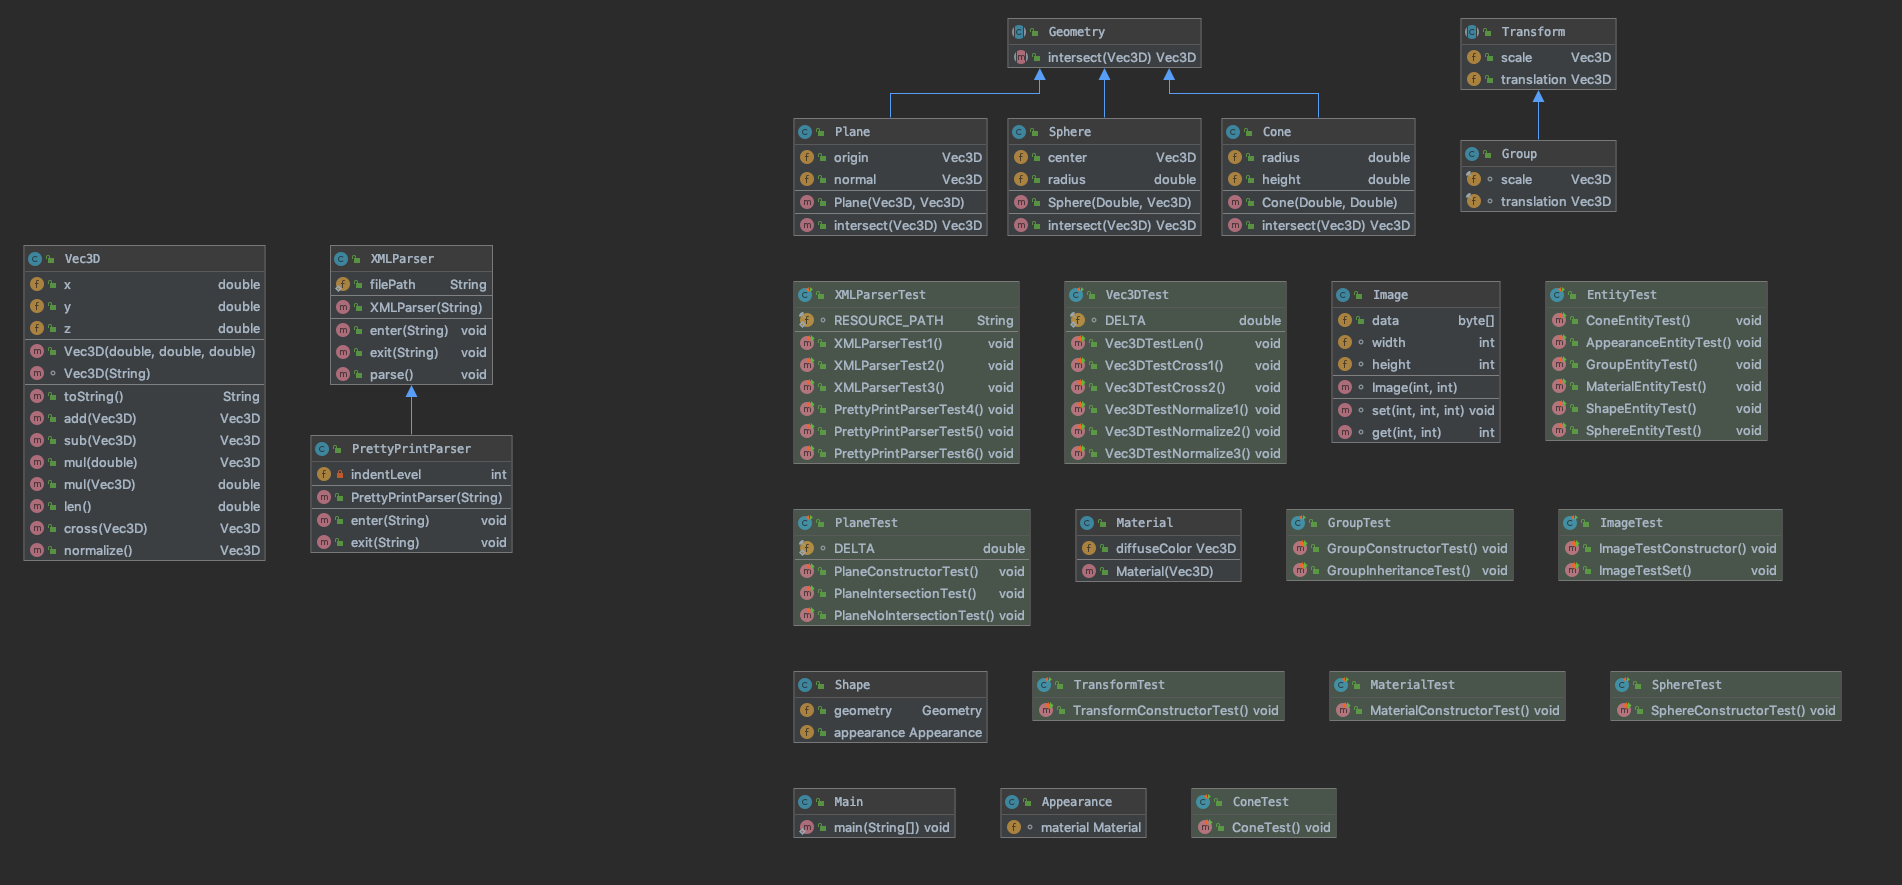 Geometry
intersect(Vec3D) Vec3D
Transform
scale Vec3D
translation Vec3D
Plane
origin Vec3D
normal Vec3D
Plane(Vec3D, Vec3D)
intersect(Vec3D) Vec3D
Sphere
center Vec3D
radius double
Sphere(Double, Vec3D)
intersect(Vec3D) Vec3D
Cone
radius double
height double
Cone(Double, Double)
intersect(Vec3D) Vec3D
Group
scale Vec3D
translation Vec3D
Vec3D
x double
y double
z double
Vec3D(double, double, double)
Vec3D(String)
toString() String
add(Vec3D) Vec3D
sub(Vec3D) Vec3D
mul(double) Vec3D
mul(Vec3D) double
len() double
cross(Vec3D) Vec3D
normalize() Vec3D
XMLParser
filePath String
XMLParser(String)
enter(String) void
exit(String) void
parse() void
PrettyPrintParser
indentLevel int
PrettyPrintParser(String)
enter(String) void
exit(String) void
XMLParserTest
RESOURCE_PATH String
XMLParserTest1() void
XMLParserTest2() void
XMLParserTest3() void
PrettyPrintParserTest4() void
PrettyPrintParserTest5() void
PrettyPrintParserTest6() void
Vec3DTest
DELTA double
Vec3DTestLen() void
Vec3DTestCross1() void
Vec3DTestCross2() void
Vec3DTestNormalize1() void
Vec3DTestNormalize2() void
Vec3DTestNormalize3() void
Image
data byte[]
width int
height int
Image(int, int)
set(int, int, int) void
get(int, int) int
EntityTest
ConeEntityTest() void
AppearanceEntityTest() void
GroupEntityTest() void
MaterialEntityTest() void
ShapeEntityTest() void
SphereEntityTest() void
PlaneTest
DELTA double
PlaneConstructorTest() void
PlaneIntersectionTest() void
PlaneNoIntersectionTest() void
Material
diffuseColor Vec3D
Material(Vec3D)
GroupTest
GroupConstructorTest() void
GroupInheritanceTest() void
ImageTest
ImageTestConstructor() void
ImageTestSet() void
Shape
geometry Geometry
appearance Appearance
TransformTest
TransformConstructorTest() void
MaterialTest
MaterialConstructorTest() void
SphereTest
SphereConstructorTest() void
Main
main(String[]) void
Appearance
material Material
ConeTest
ConeTest() void